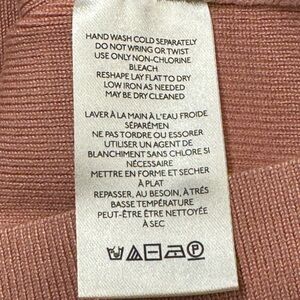 HAND WASH COLD SEPARATELY
DO NOT WRING OR TWIST
USE ONLY NON-CHLORINE
BLEACH
RESHAPE LAY FLAT TO DRY
LOW IRON AS NEEDED
MAY BE DRY CLEANED
LAVER À LA MAIN À L'EAU FROIDE
SÉPARÉMEN
NE PAS TORDRE OU ESSORER
UTILISER UN AGENT DE
BLANCHIMENT SANS CHLORE SI
NÉCESSAIRE
METTRE EN FORME ET SECHER
À PLAT
REPASSER, AU BESOIN, À TRÉS
BASSE TEMPÉRATURE
PEUT-ÊTRE ÊTRE NETTOYÉE
À SEC
P